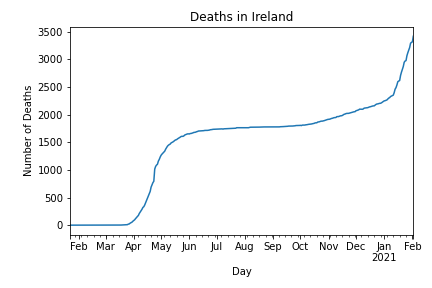 Deaths in Ireland
Number of Deaths
3500
3000
2500
2000
1500
1000
500
0
Feb Mar Apr May Jun Jul Aug Sep Oct Nov Dec Jan Feb
2021
Day